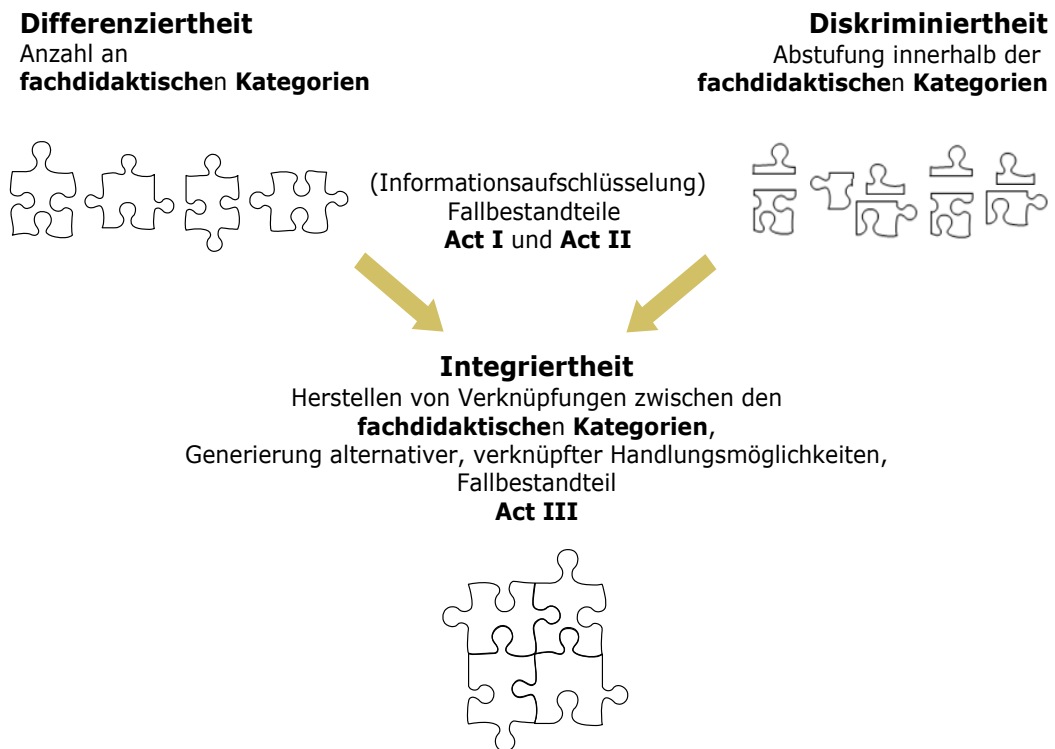 Differenziertheit
Anzahl an
fachdidaktischen Kategorien
Diskriminiertheit
Abstufung innerhalb der
fachdidaktischen Kategorien
(Informationsaufschlüsselung)
Fallbestandteile
Act I und Act II
Integriertheit
Herstellen von Verknüpfungen zwischen den
fachdidaktischen Kategorien,
Generierung alternativer, verknüpfter Handlungsmöglichkeiten,
Fallbestandteil
Act III